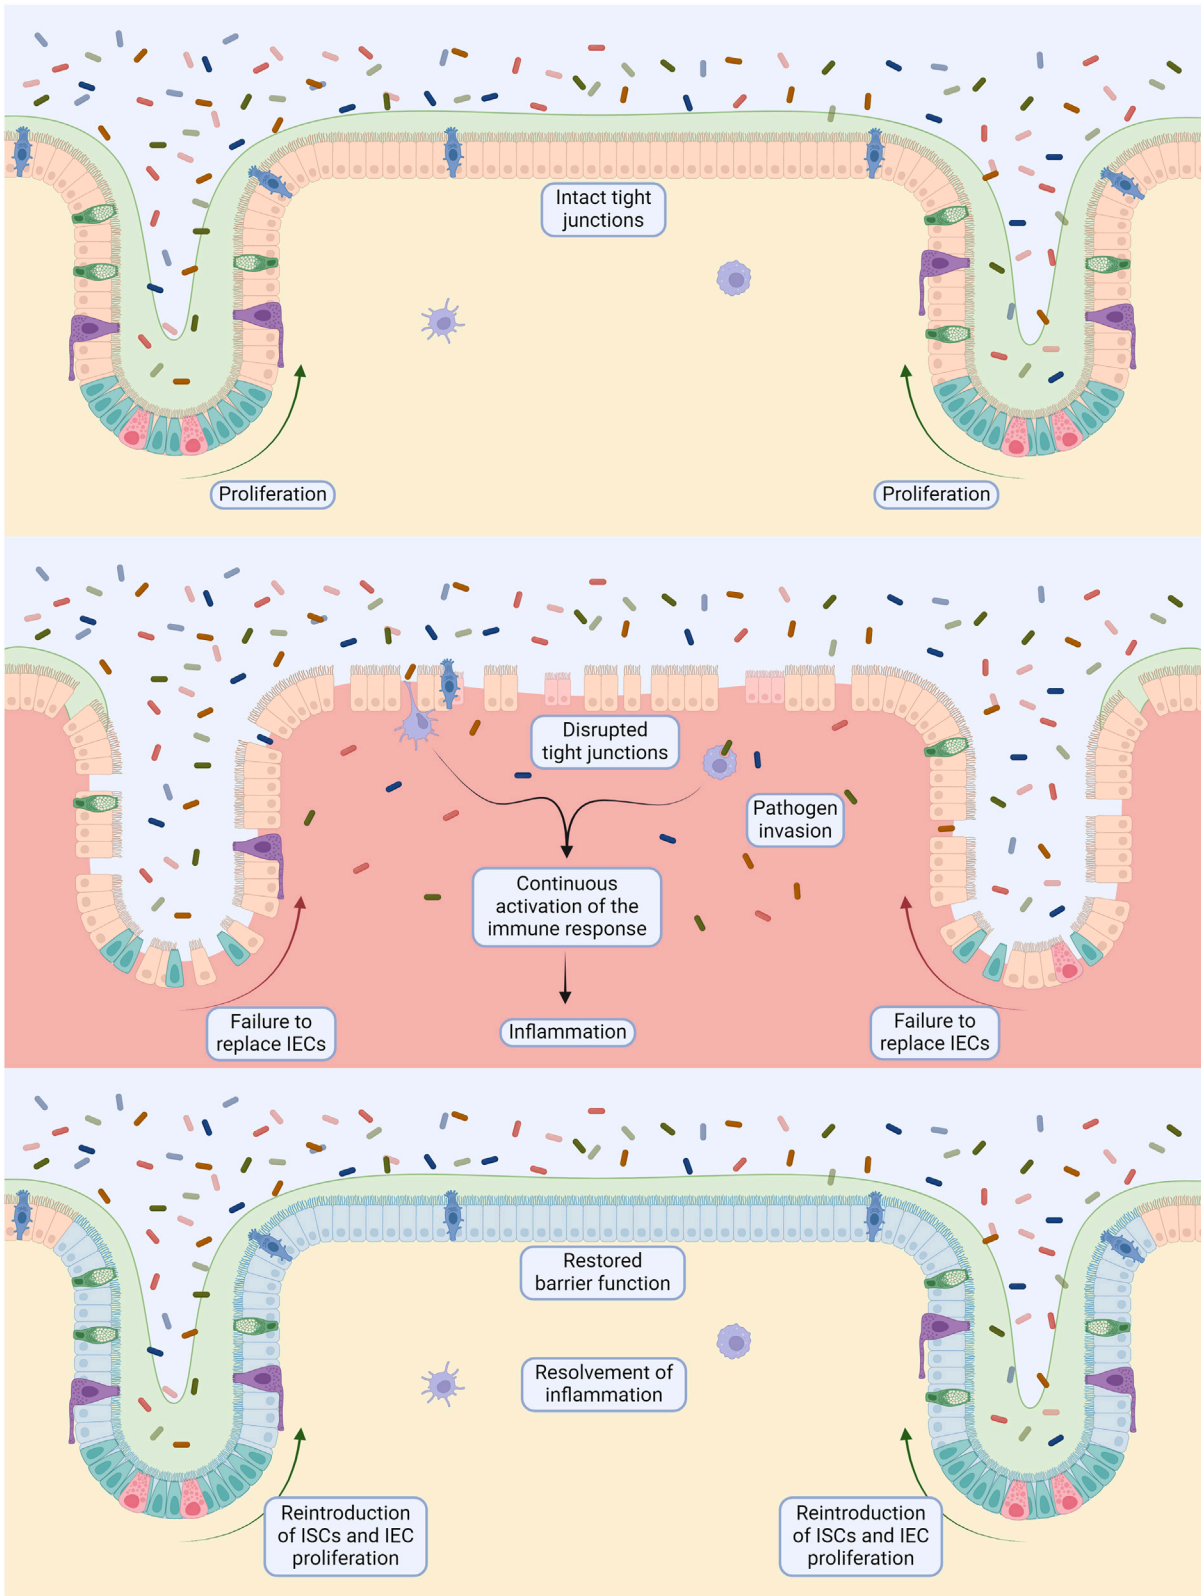 Intact tight
junctions
Proliferation
Proliferation
Disrupted
tight junctions
Pathogen
invasion
Continuous
activation of the
immune response
Failure to
replace IECs
Inflammation
Failure to
replace IECs
Restored
barrier function
Resolvement of
inflammation
Reintroduction
of ISCs and IEC
proliferation
Reintroduction
of ISCs and IEC
proliferation